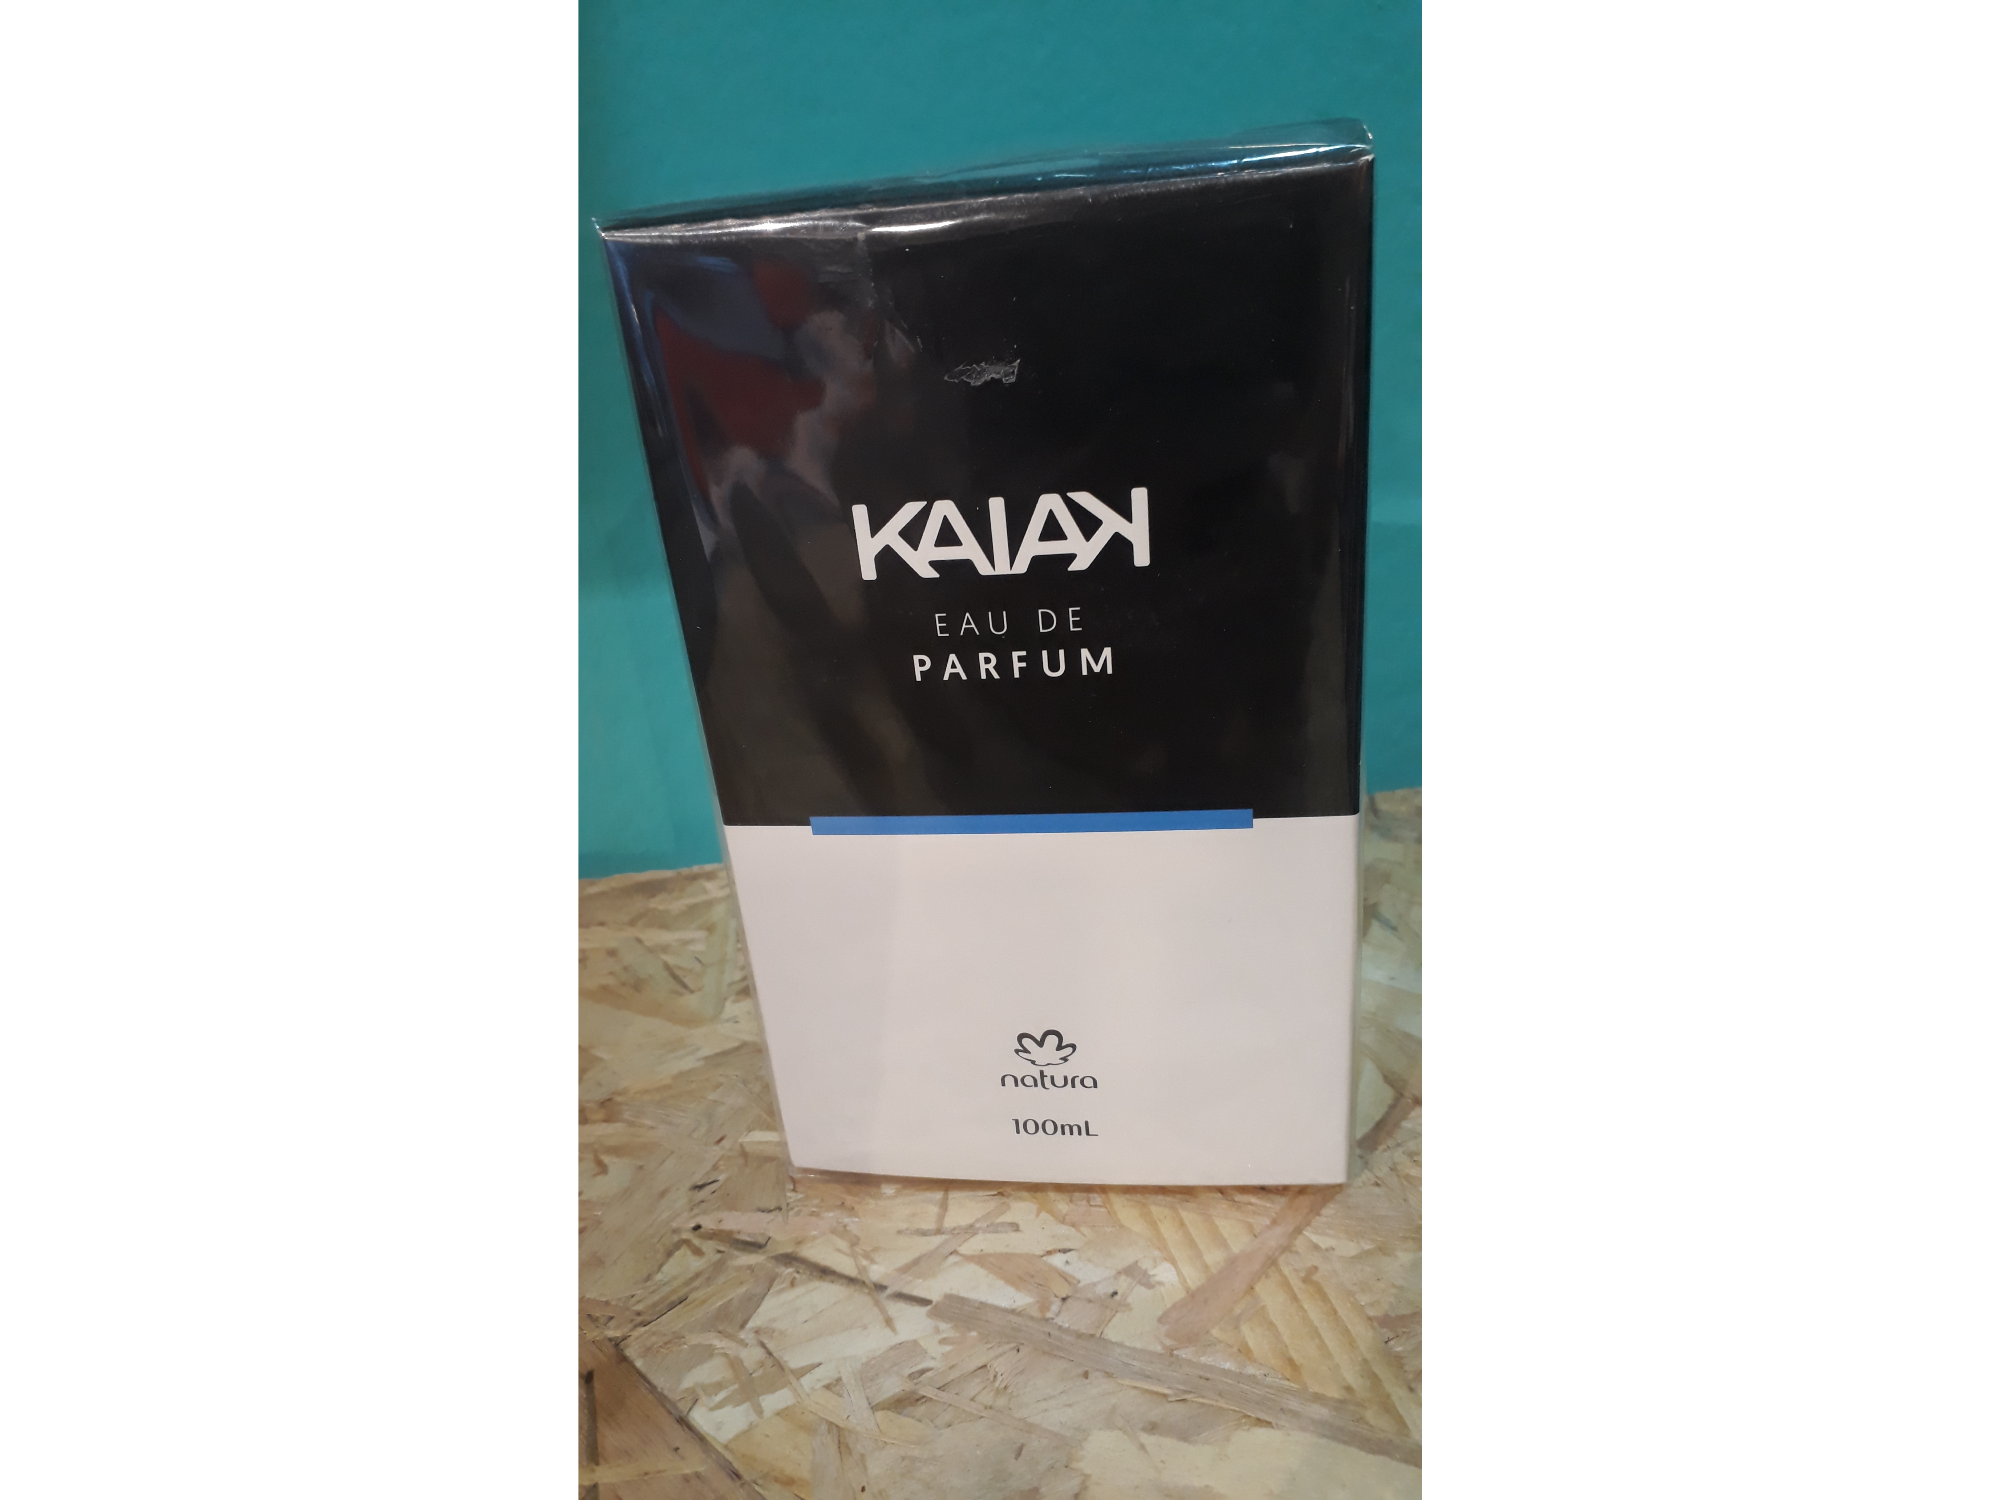 KAIAK
EAU DE
PARFUM
natura
100mL